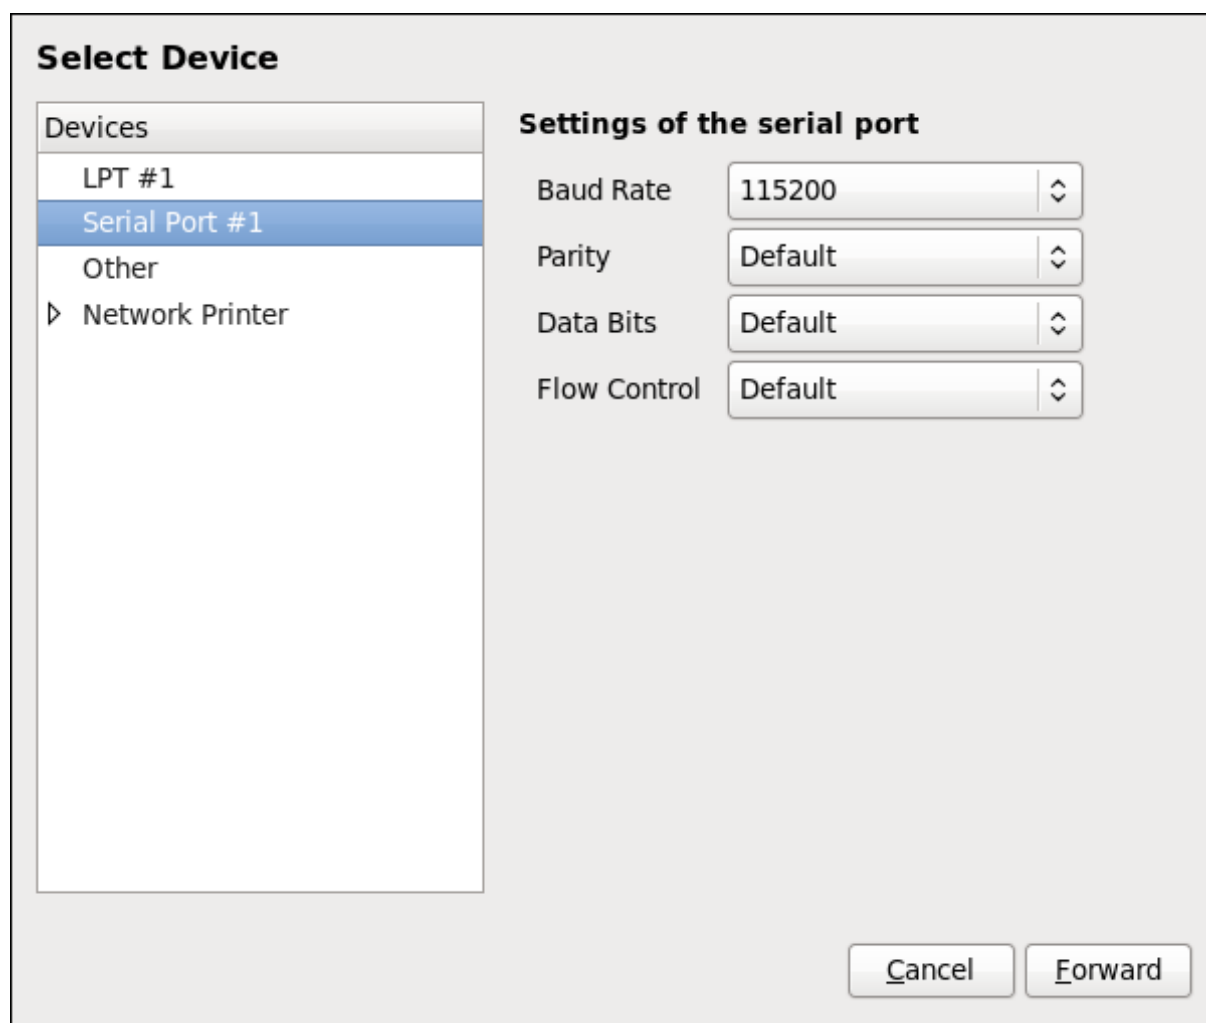 Select Device
Devices
LPT #1
Serial Port #1
Other
Network Printer
Settings of the serial port
Baud Rate 115200
Parity Default
Data Bits Default
Flow Control Default
Cancel Forward